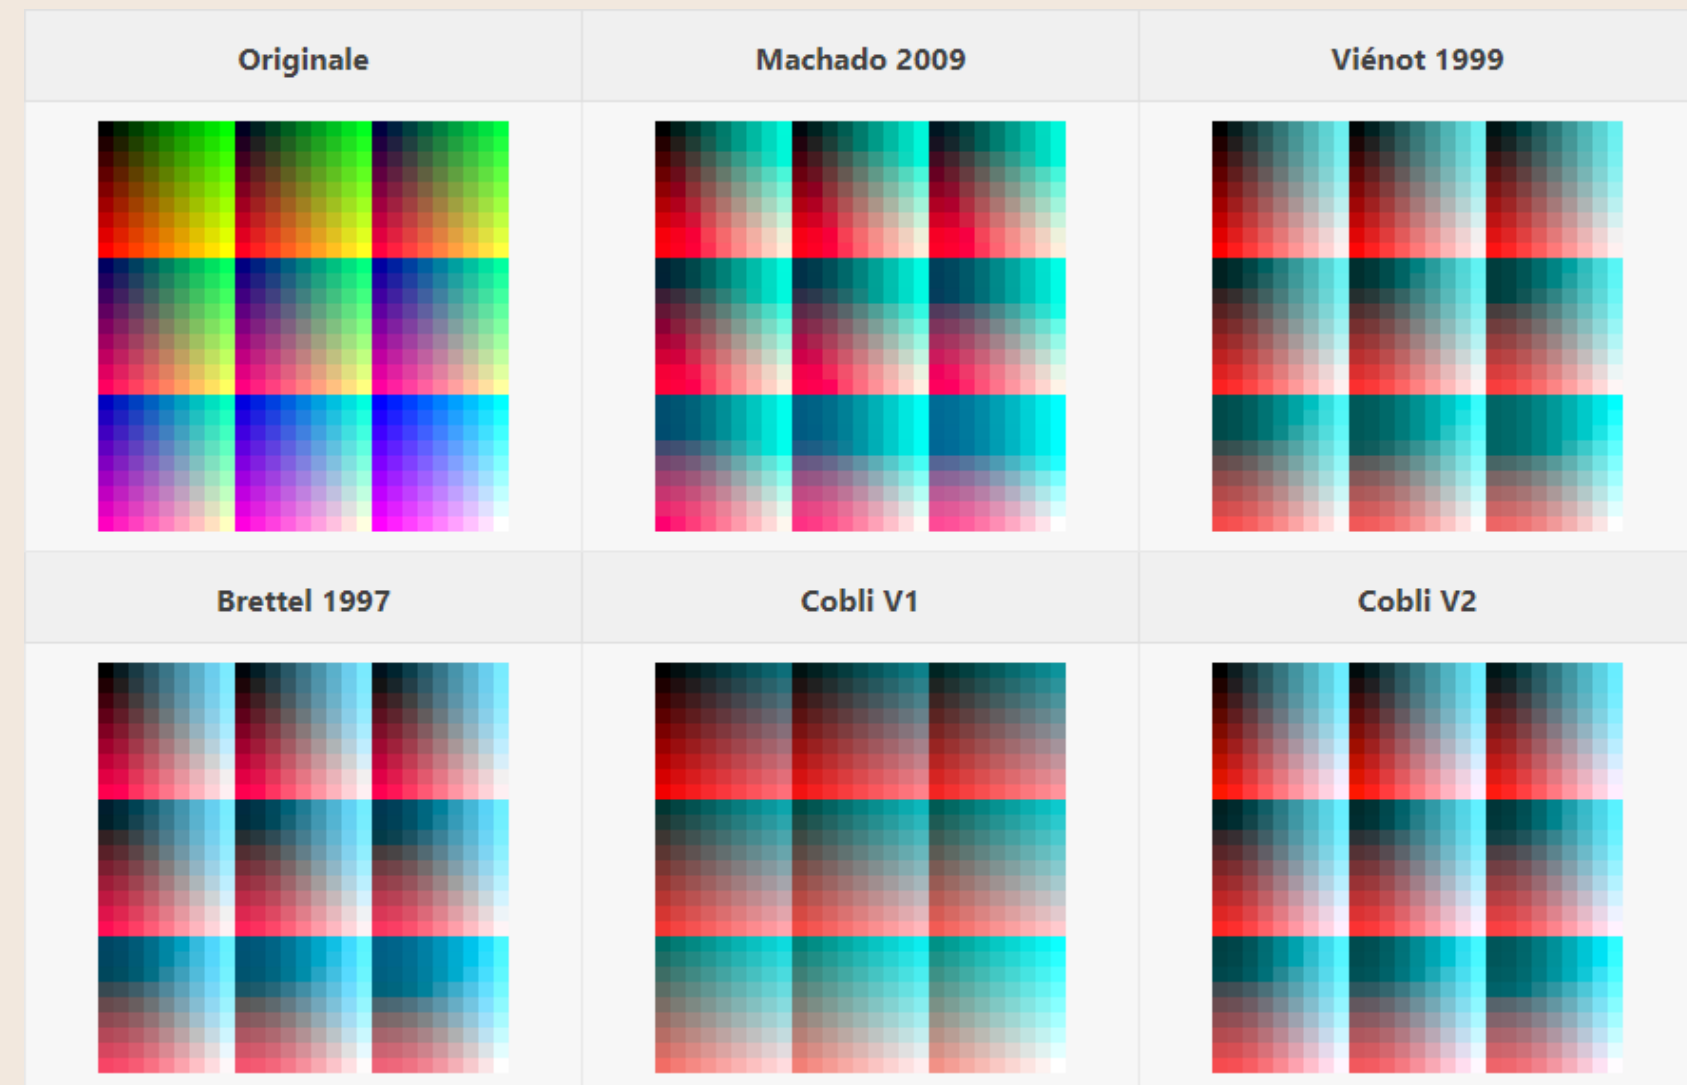 Originale
Machado 2009
Viénot 1999
Brettel 1997
Cobli V1
Cobli V2